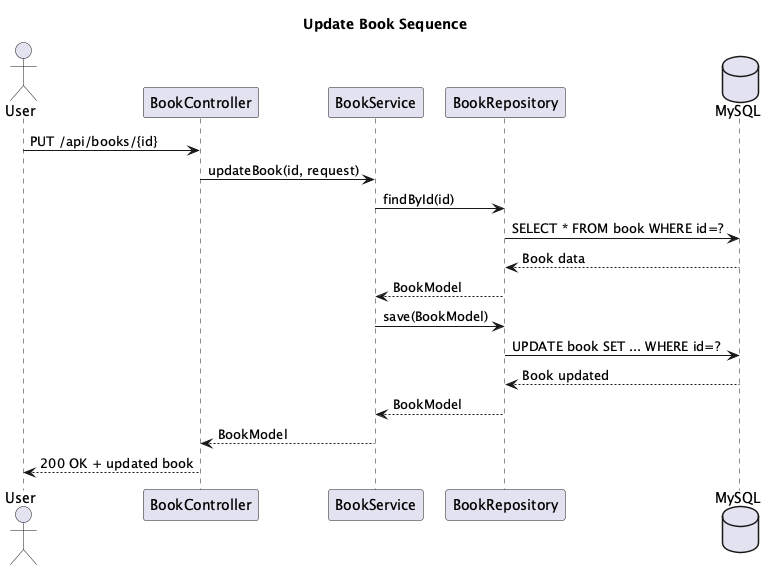 Update Book Sequence
User
BookController
BookService
BookRepository
MySQL
PUT /api/books/{id}
updateBook(id, request)
findById(id)
SELECT * FROM book WHERE id=?
Book data
BookModel
save(BookModel)
UPDATE book SET ... WHERE id=?
Book updated
BookModel
BookModel
200 OK + updated book
User
BookController
BookService
BookRepository
MySQL